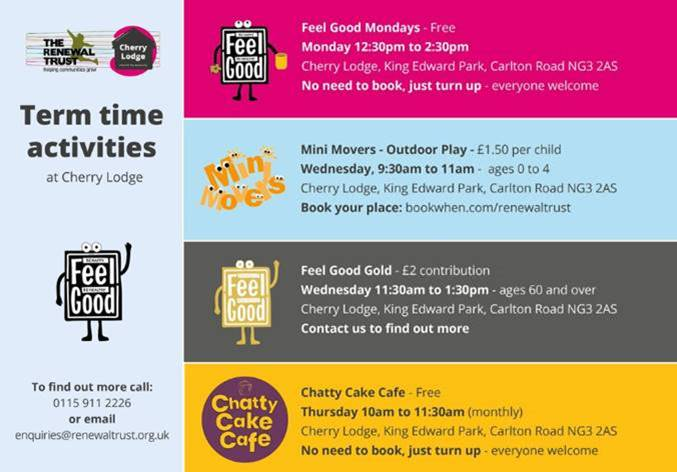 THE
RENEWAL
TRUST
helping communities grow
Cherry
Lodge
Term time
activities
at Cherry Lodge
Feel
Good
To find out more call:
0115 911 2226
or email
enquiries@renewaltrust.org.uk
Feel
Good
Feel Good Mondays - Free
Monday 12:30pm to 2:30pm
Cherry Lodge, King Edward Park, Carlton Road NG3 2AS
No need to book, just turn up - everyone welcome
Mini
Movers
Mini Movers - Outdoor Play - £1.50 per child
Wednesday, 9:30am to 11am - ages 0 to 4
Cherry Lodge, King Edward Park, Carlton Road NG3 2AS
Book your place: bookwhen.com/renewaltrust
Feel
Good
Feel Good Gold - £2 contribution
Wednesday 11:30am to 1:30pm - ages 60 and over
Cherry Lodge, King Edward Park, Carlton Road NG3 2AS
Contact us to find out more
Chatty
Cake
Cafe
Chatty Cake Cafe - Free
Thursday 10am to 11:30am (monthly)
Cherry Lodge, King Edward Park, Carlton Road NG3 2AS
No need to book, just turn up - everyone welcome